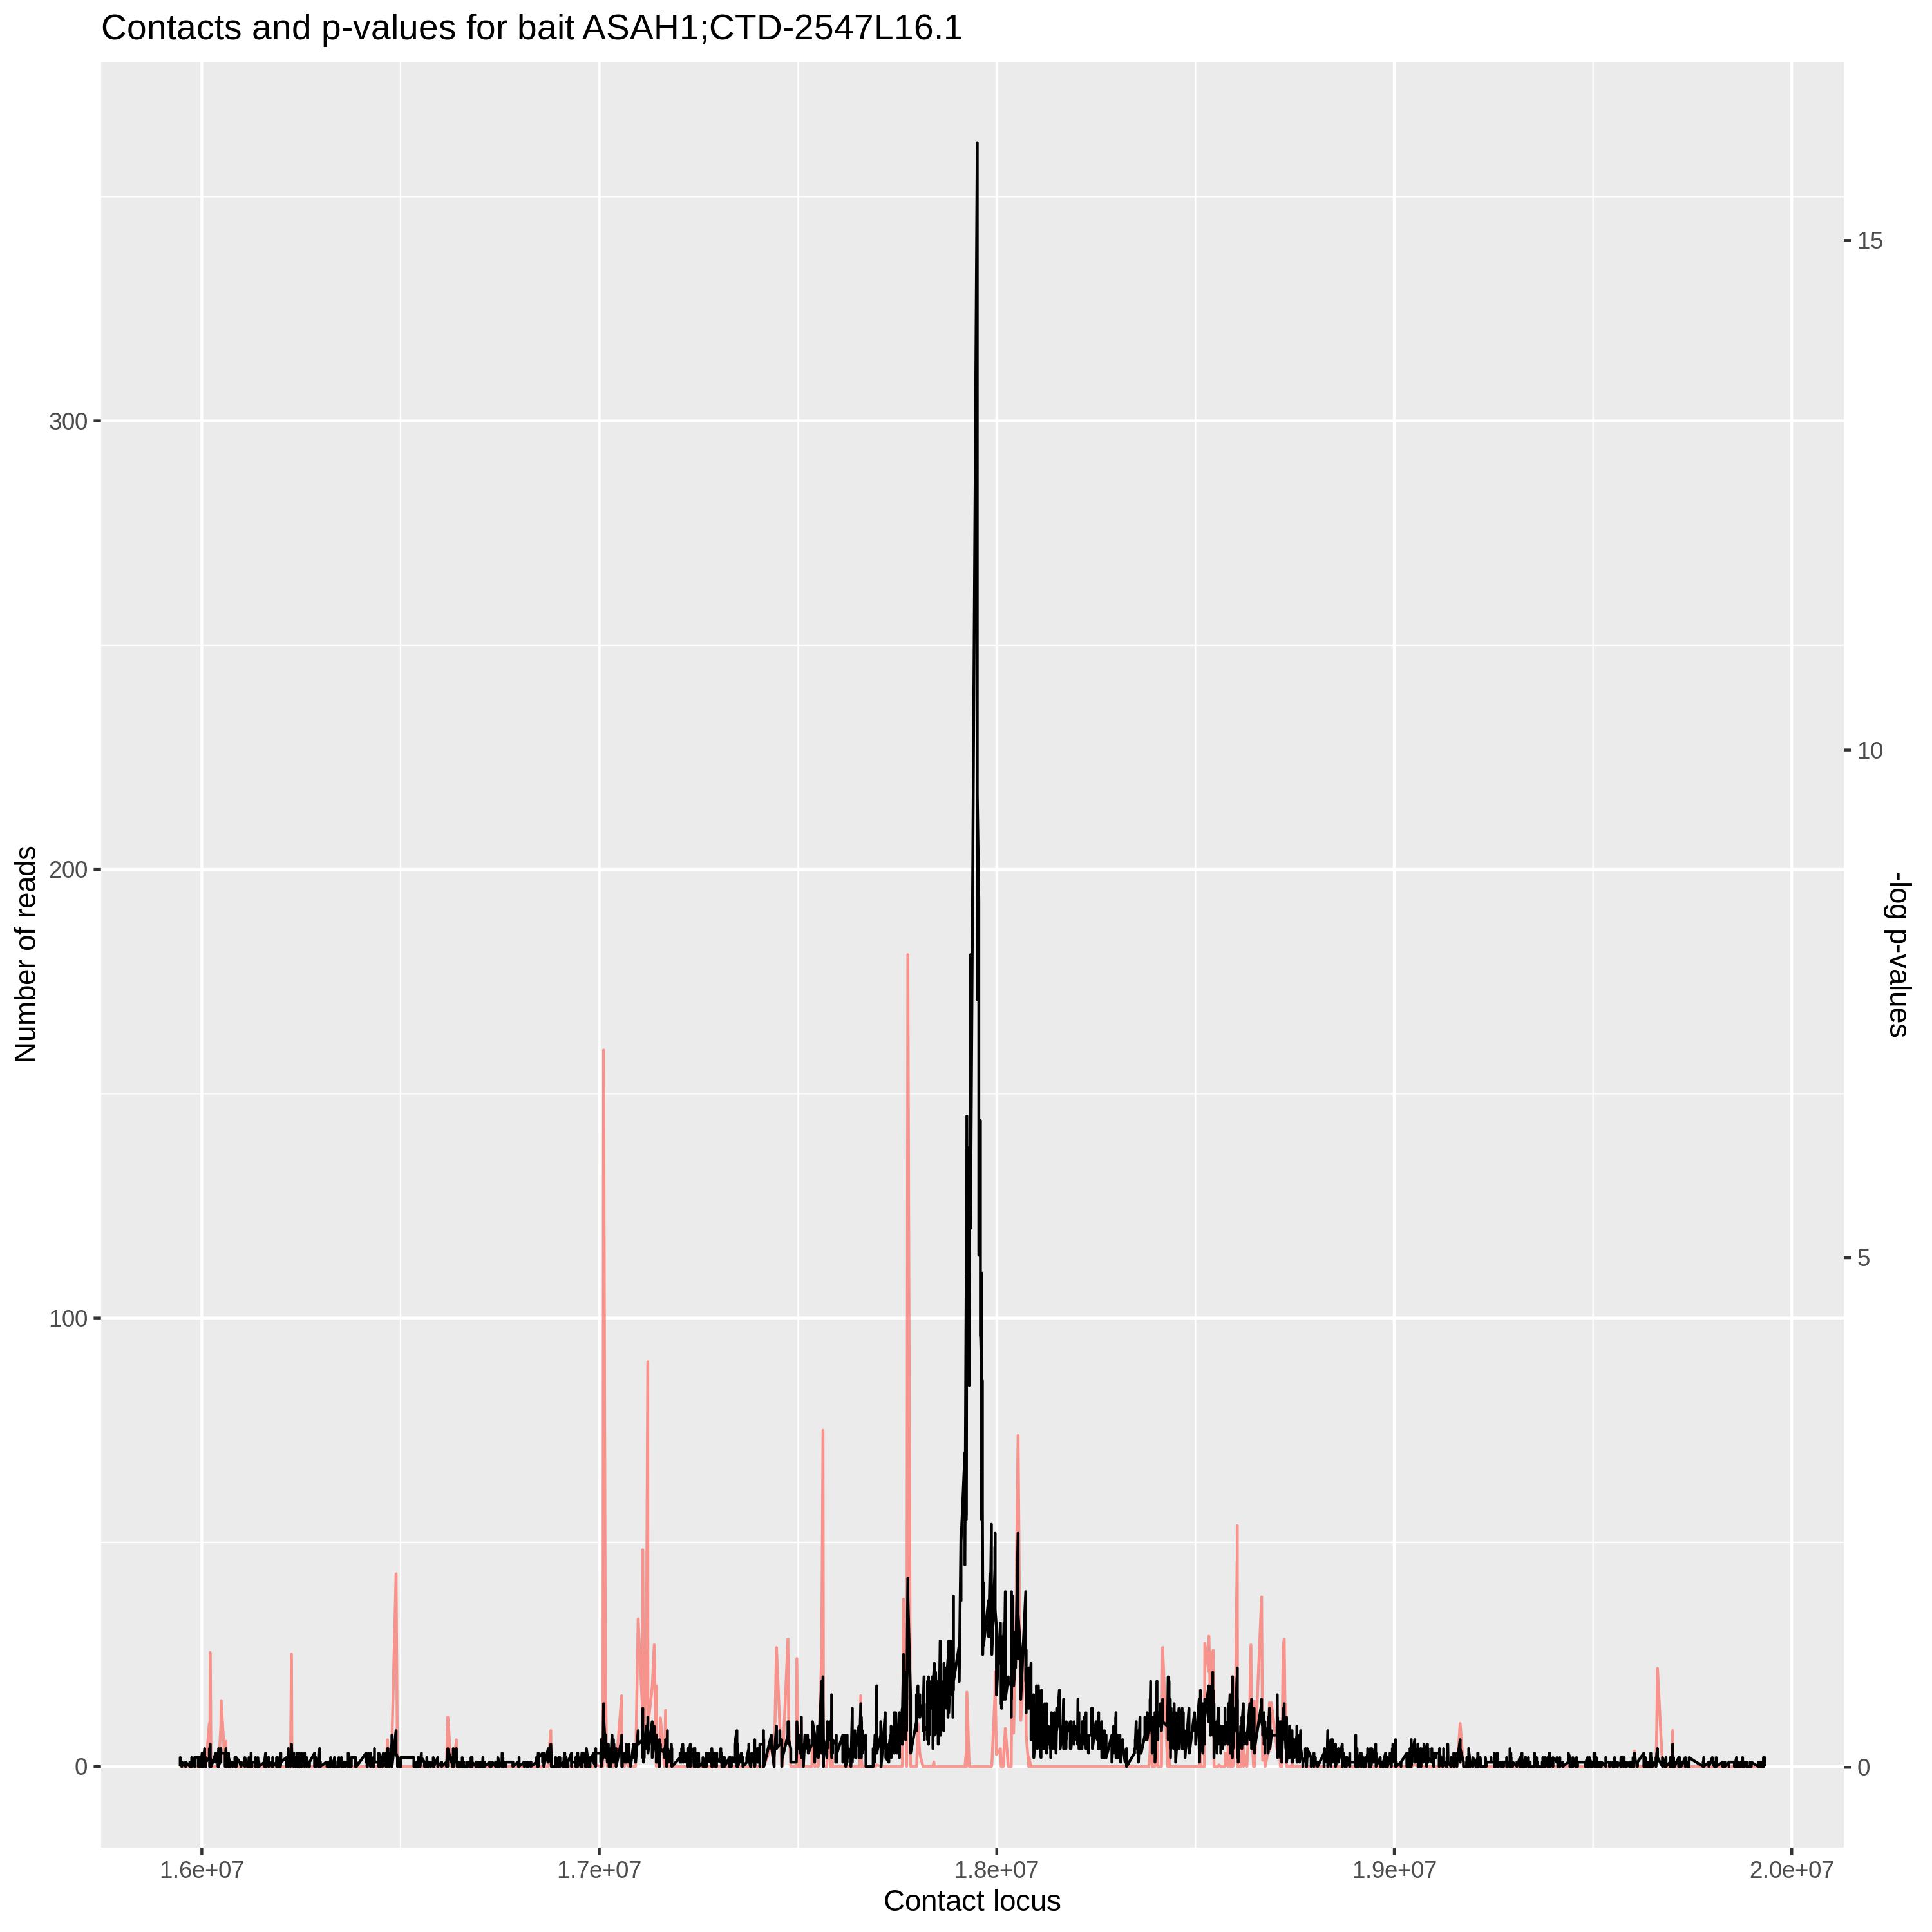 Contacts and p-values for bait ASAH1;CTD-2547L16.1
Number of reads
300
200
100
0
15
10
5
0
-log p-values
1.6e+07 1.7e+07 1.8e+07 1.9e+07 2.0e+07
Contact locus